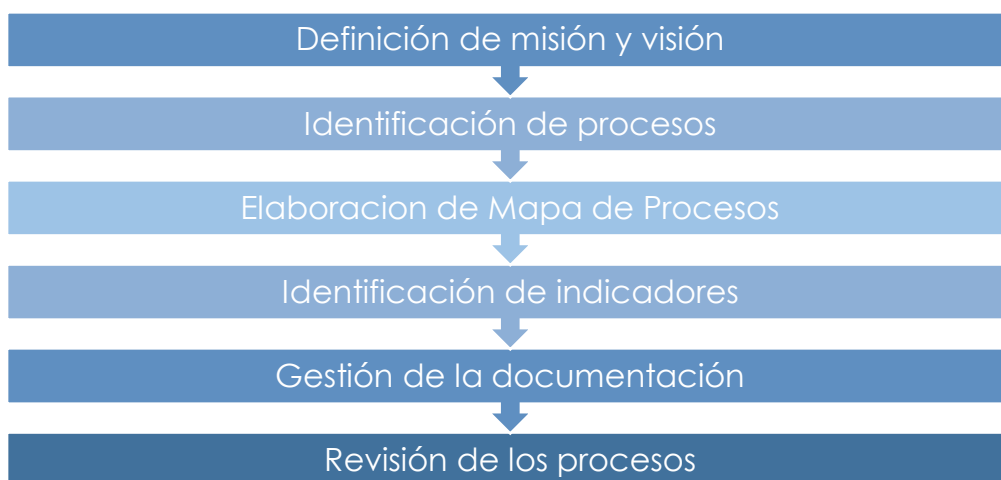 Definición de misión y visión
Identificación de procesos
Elaboracion de Mapa de Procesos
Identificación de indicadores
Gestión de la documentación
Revisión de los procesos